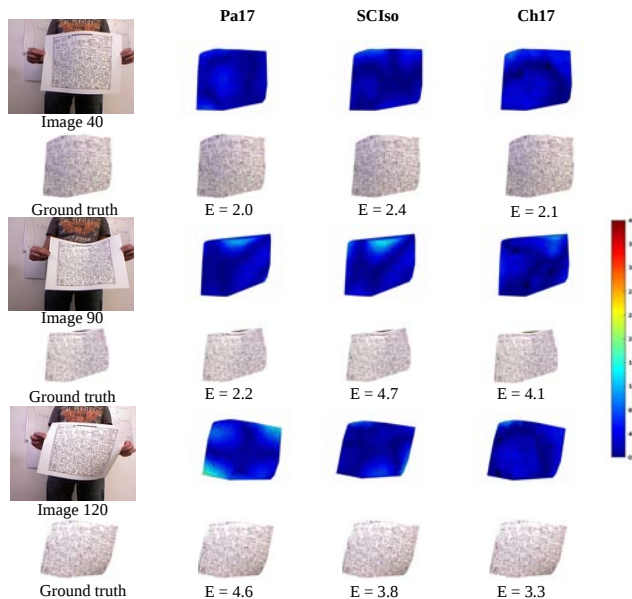 Pa17 SCIso Ch17
Image 40
Ground truth E = 2.0 E = 2.4 E = 2.1
Image 90
Ground truth E = 2.2 E = 4.7 E = 4.1
Image 120
Ground truth E = 4.6 E = 3.8 E = 3.3